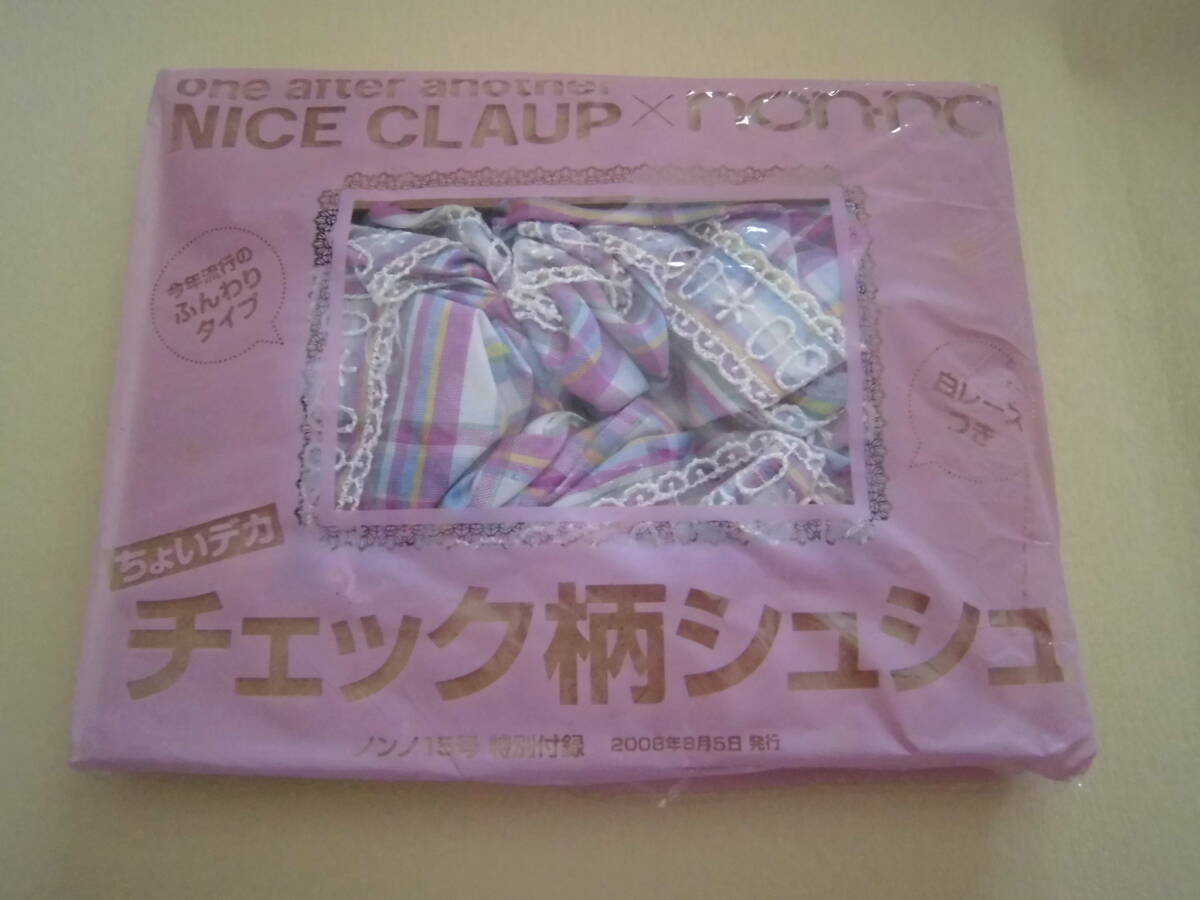 one after another
NICE CLAUP × non・no
今年流行の
ふんわり
タイプ
白レース
つき
ちょいデカ
チェック柄シュシュ
ノンノ15号 特別付録 2008年8月5日 発行